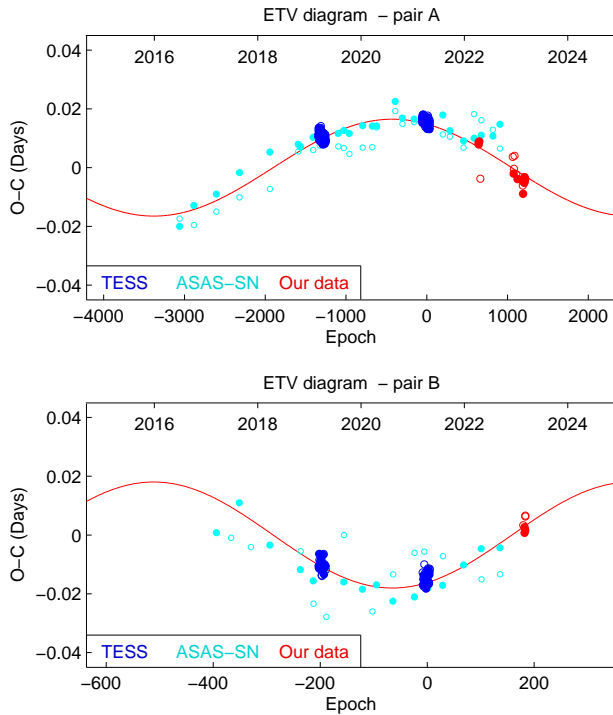 ETV diagram – pair A
2016 2018 2020 2022 2024
0.04
0.02
0
−0.02
−0.04
O−C (Days)
TESS ASAS−SN Our data
−4000 −3000 −2000 −1000 0 1000 2000
Epoch
ETV diagram – pair B
2016 2018 2020 2022 2024
0.04
0.02
0
−0.02
−0.04
O−C (Days)
TESS ASAS−SN Our data
−600 −400 −200 0 200
Epoch